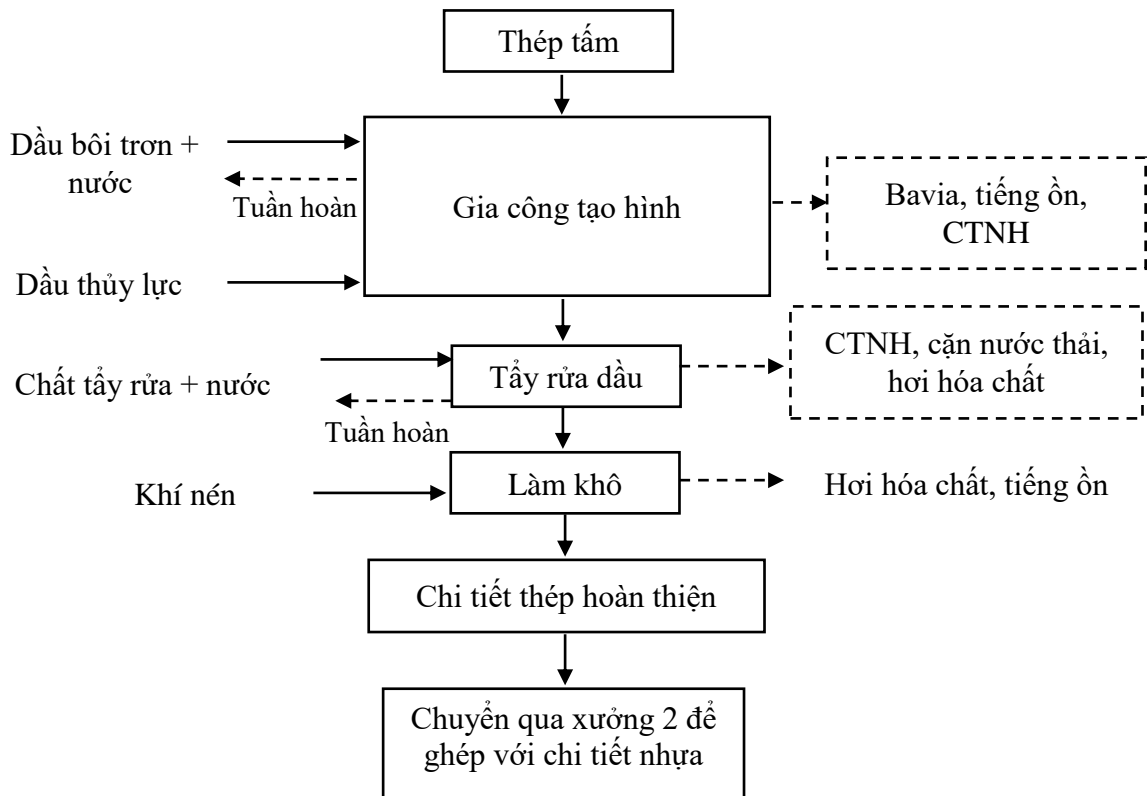 Thép tấm
Dầu bôi trơn +
nước
Tuần hoàn
Dầu thủy lực
Gia công tạo hình
Bavia, tiếng ồn,
CTNH
Chất tẩy rửa + nước
Tuần hoàn
Tẩy rửa dầu
CTNH, cặn nước thải,
hơi hóa chất
Khí nén
Làm khô
Hơi hóa chất, tiếng ồn
Chi tiết thép hoàn thiện
Chuyển qua xưởng 2 để
ghép với chi tiết nhựa